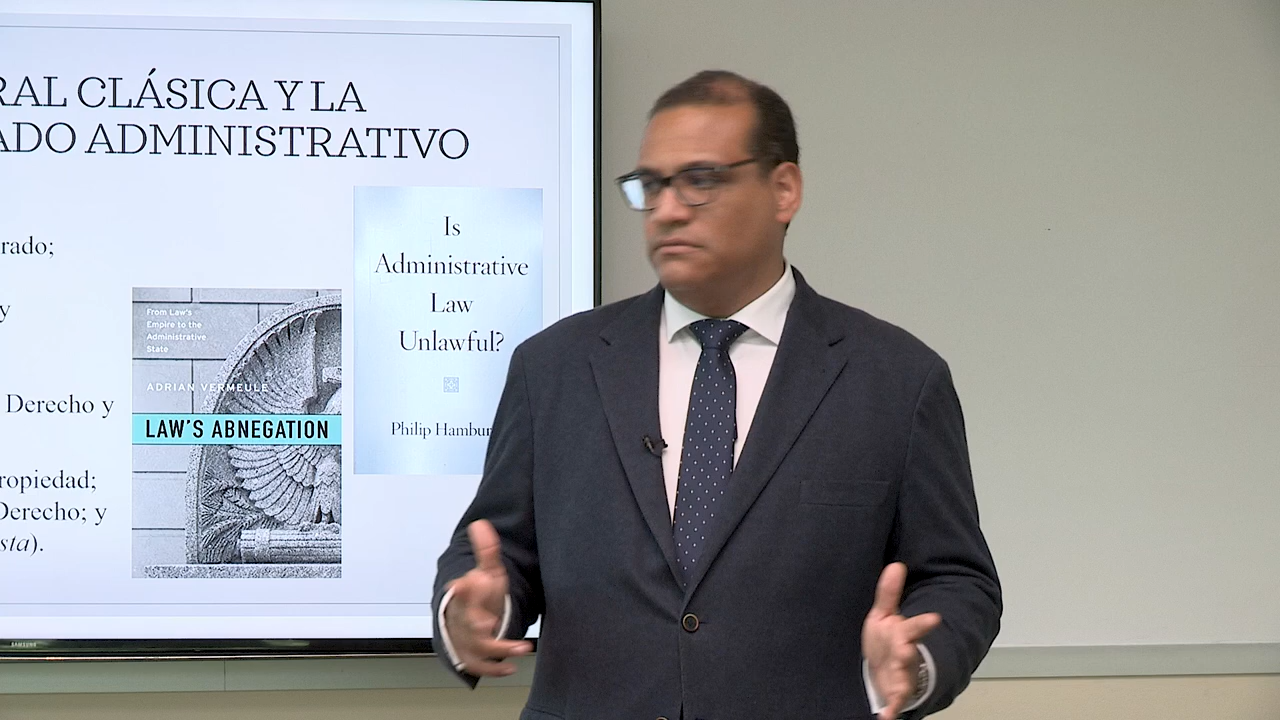 RAL CLÁSICA Y LA
ADO ADMINISTRATIVO
rado;
y
Derecho y
ropiedad;
Derecho; y
sta).
From Law's
Empire to the
Administrative
State
ADRIAN VERMEULE
LAW'S ABNEGATION
Is
Administrative
Law
Unlawful?
Philip Hambur
SAMSUNG